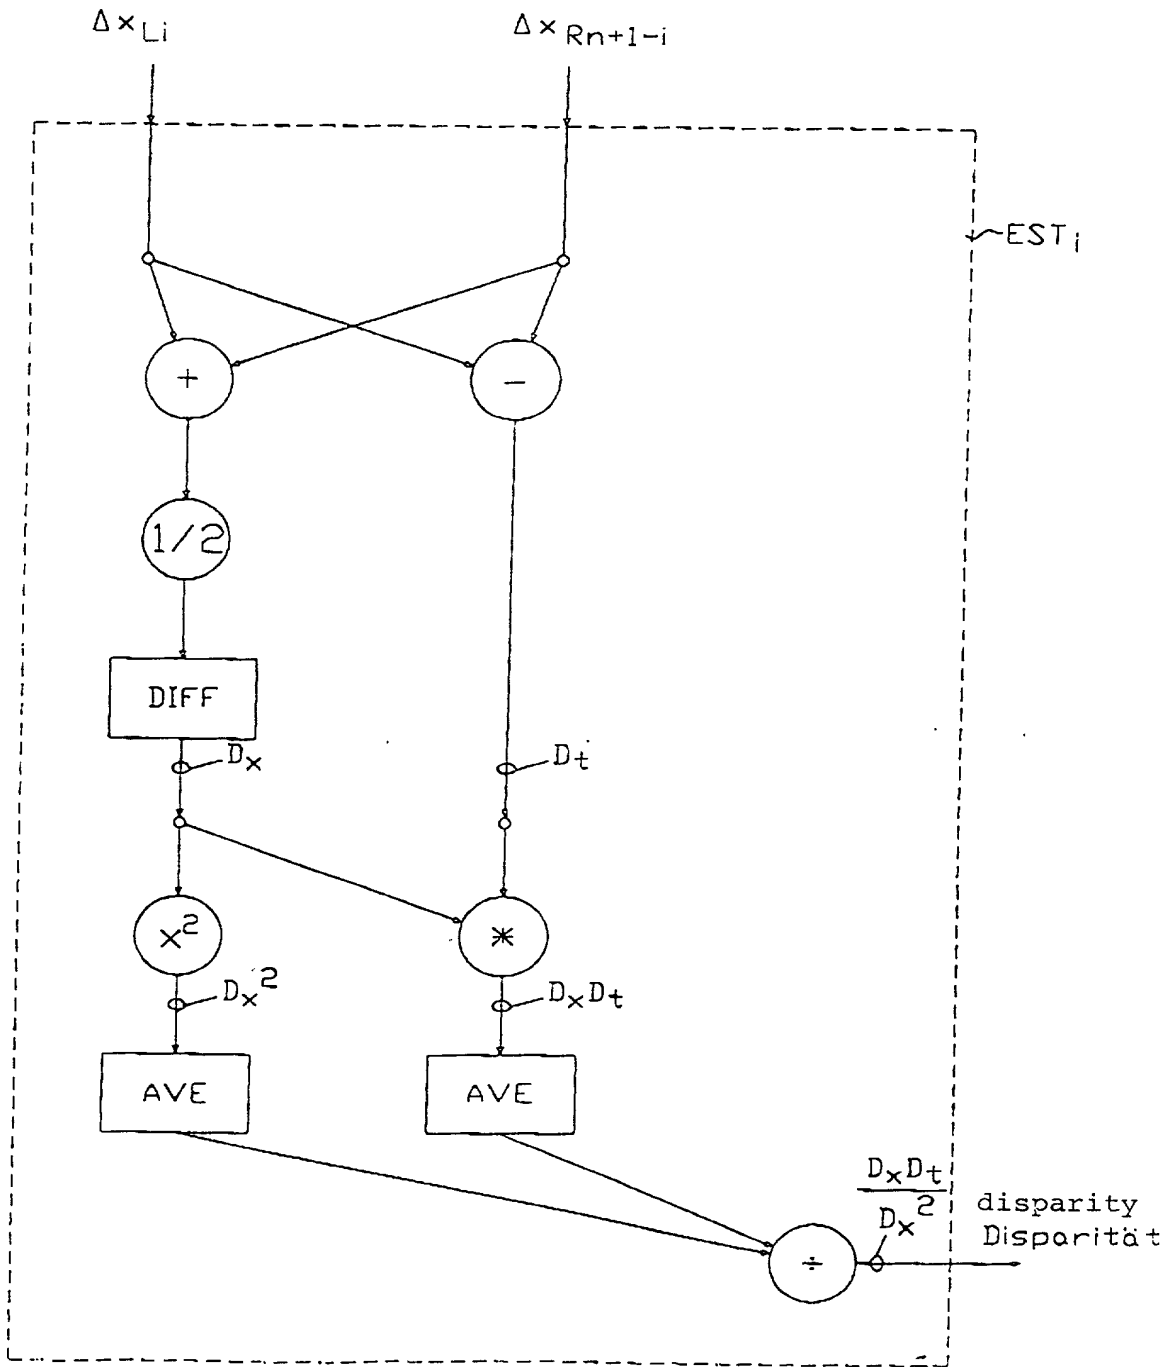 Δx_Li Δx_Rn+1-i
EST_i
+ -
1/2
DIFF
D_x D_t
x² *
D_x² D_xD_t
AVE AVE
D_xD_t
D_x²
disparity
Disparität
÷